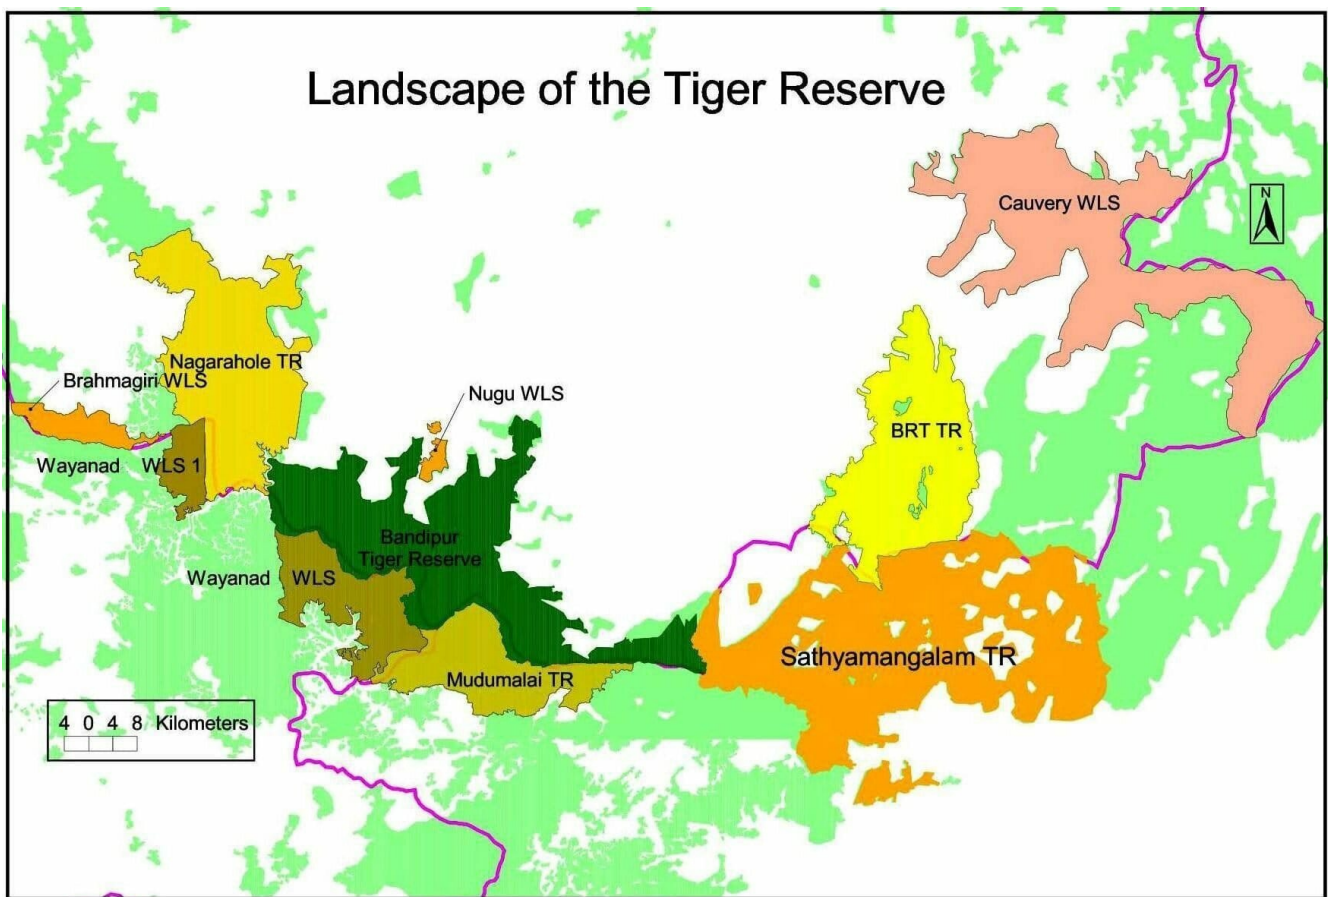 Landscape of the Tiger Reserve
N
Cauvery WLS
Nagarahole TR
Brahmagiri WLS
Nugu WLS
BRT TR
Wayanad WLS 1
Bandipur
Tiger Reserve
Wayanad WLS
Sathyamangalam TR
Mudumalai TR
4 0 4 8 Kilometers